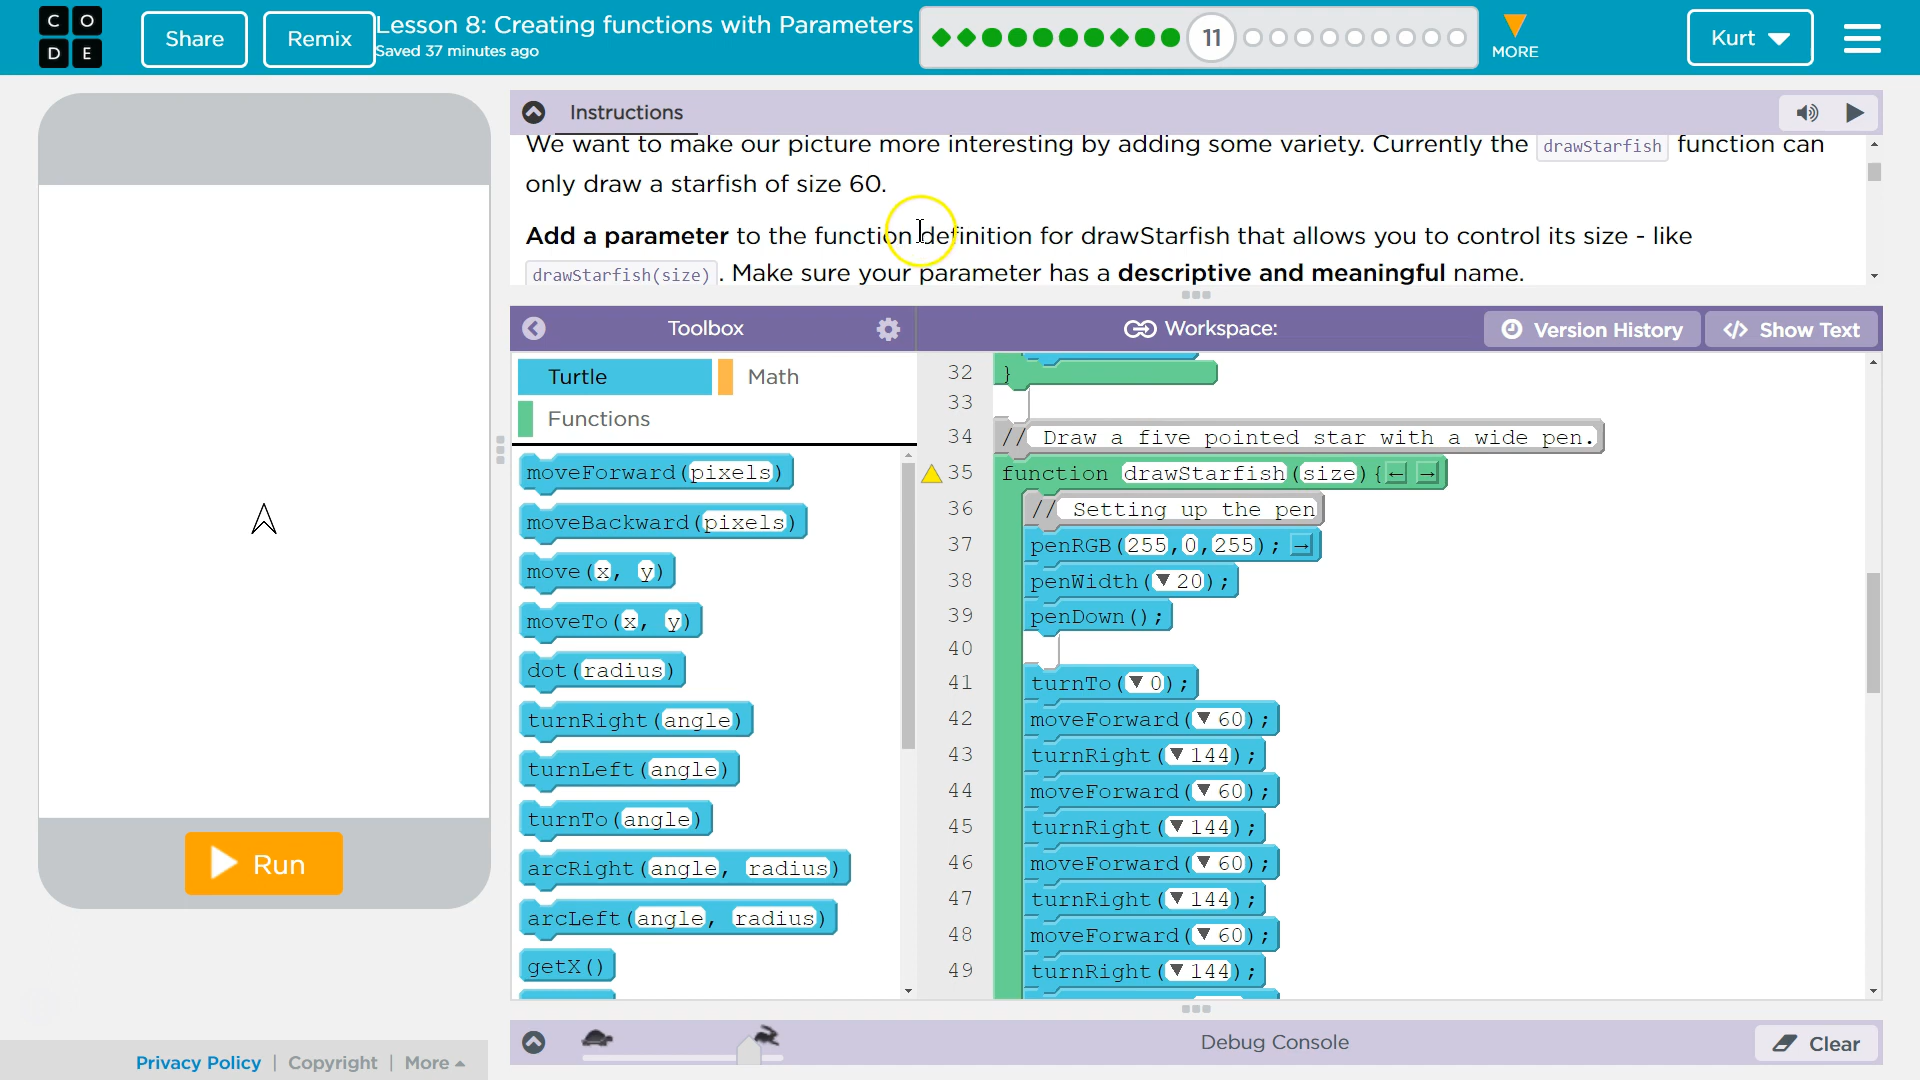 CO
DE
Share
Remix
Lesson 8: Creating functions with Parameters
Saved 37 minutes ago
11
MORE
Kurt
Instructions
We want to make our picture more interesting by adding some variety. Currently the drawStarfish function can
only draw a starfish of size 60.
Add a parameter to the function definition for drawStarfish that allows you to control its size - like
drawStarfish(size) . Make sure your parameter has a descriptive and meaningful name.
Toolbox
Workspace:
Version History
</> Show Text
Turtle
Math
Functions
moveForward(pixels)
moveBackward(pixels)
move(x, y)
moveTo(x, y)
dot(radius)
turnRight(angle)
turnLeft(angle)
turnTo(angle)
arcRight(angle, radius)
arcLeft(angle, radius)
getX()
32 }
33
34 // Draw a five pointed star with a wide pen.
35 function drawStarfish(size){ ← →
36 // Setting up the pen
37 penRGB(255,0,255); →
38 penWidth(▼ 20);
39 penDown();
40
41 turnTo(▼ 0);
42 moveForward(▼ 60);
43 turnRight(▼ 144);
44 moveForward(▼ 60);
45 turnRight(▼ 144);
46 moveForward(▼ 60);
47 turnRight(▼ 144);
48 moveForward(▼ 60);
49 turnRight(▼ 144);
Run
Debug Console
Clear
Privacy Policy | Copyright | More